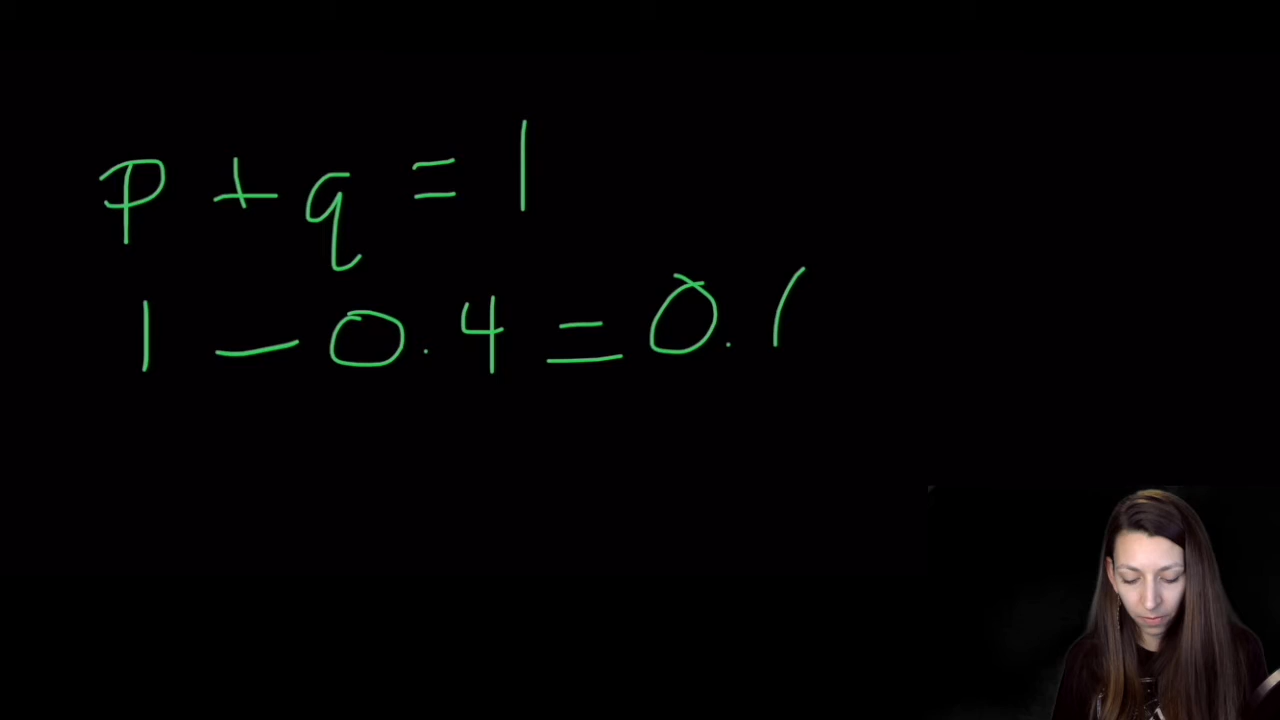 p + q = 1
1 - 0.4 = 0.